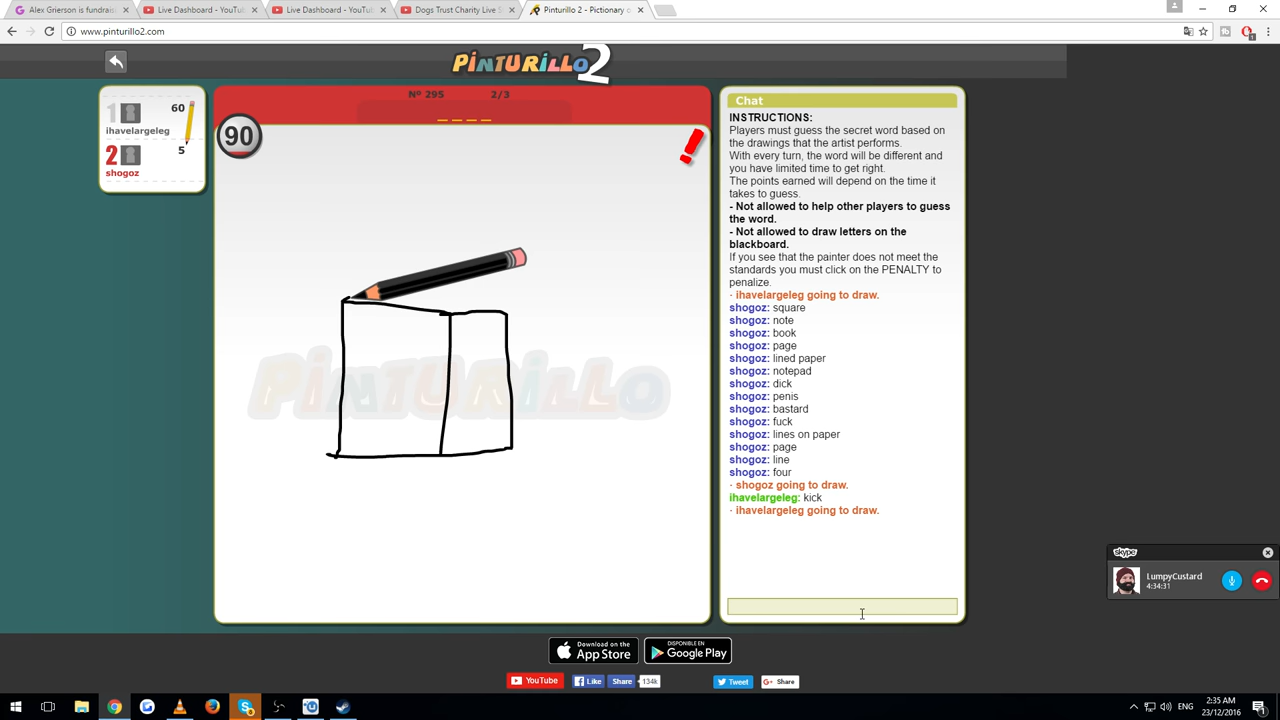 Alex Grierson is fundrais
Live Dashboard - YouTu
Live Dashboard - YouTu
Dogs Trust Charity Live S
Pinturillo 2 - Pictionary o
www.pinturillo2.com
PiNTURiLLO 2
1
60
ihavelargeleg
2
5
shogoz
Nº 295
2/3
_ _ _ _
90
!
PiNTURiLLO
Chat
INSTRUCTIONS:
Players must guess the secret word based on
the drawings that the artist performs.
With every turn, the word will be different and
you have limited time to get right.
The points earned will depend on the time it
takes to guess.
- Not allowed to help other players to guess
the word.
- Not allowed to draw letters on the
blackboard.
If you see that the painter does not meet the
standards you must click on the PENALTY to
penalize.
· ihavelargeleg going to draw.
shogoz: square
shogoz: note
shogoz: book
shogoz: page
shogoz: lined paper
shogoz: notepad
shogoz: dick
shogoz: penis
shogoz: bastard
shogoz: fuck
shogoz: lines on paper
shogoz: page
shogoz: line
shogoz: four
· shogoz going to draw.
ihavelargeleg: kick
· ihavelargeleg going to draw.
skype
LumpyCustard
4:34:31
Download on the
App Store
DISPONIBLE EN
Google Play
YouTube
Like
Share
134k
Tweet
Share
ENG
2:35 AM
23/12/2016